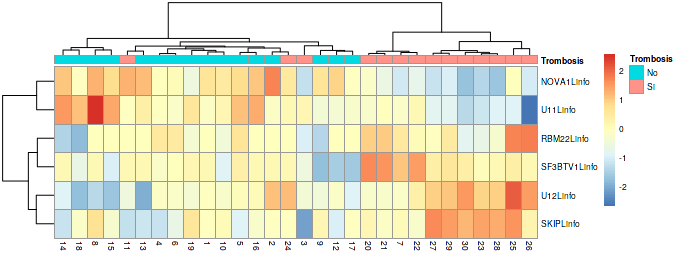 Trombosis
NOVA1Linfo
U11Linfo
RBM22Linfo
SF3BTV1Linfo
U12Linfo
SKIPLinfo
14 18 8 15 11 13 4 6 19 1 10 5 16 2 24 3 9 12 17 20 21 7 22 27 29 30 23 28 25 26
2
1
0
-1
-2
Trombosis
No
Si